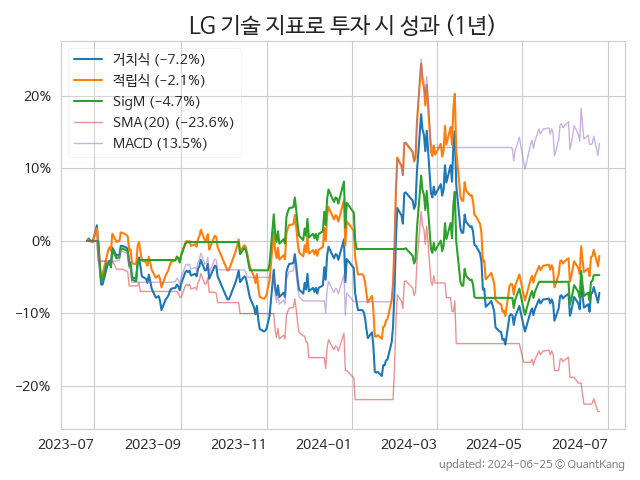 LG 기술 지표로 투자 시 성과 (1년)
거치식 (−7.2%)
적립식 (−2.1%)
SigM (−4.7%)
SMA(20) (−23.6%)
MACD (13.5%)
20%
10%
0%
−10%
−20%
2023-07
2023-09
2023-11
2024-01
2024-03
2024-05
2024-07
updated: 2024-06-25 © QuantKang